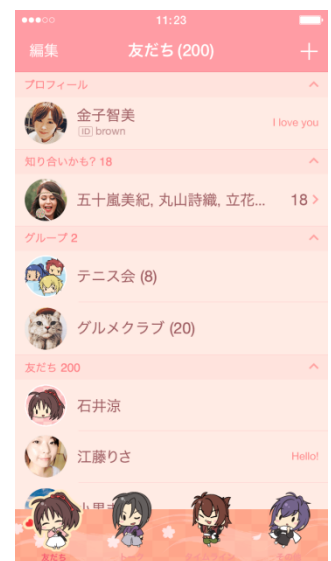 11:23
編集 友だち(200)
プロフィール
金子智美
ID brown
I love you
知り合いかも? 18
五十嵐美紀, 丸山詩織, 立花... 18
グループ 2
テニス会 (8)
グルメクラブ (20)
友だち 200
石井涼
江藤りさ
Hello!
友だち